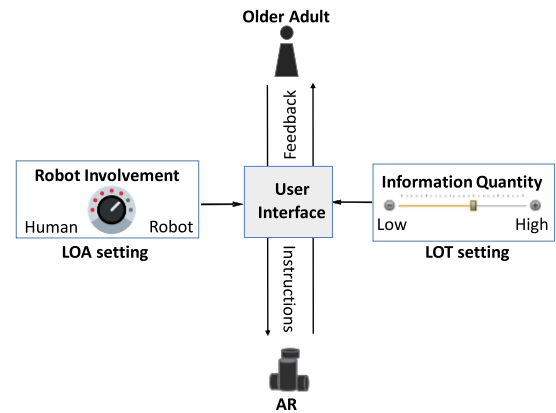 Older Adult
Feedback
Robot Involvement
Human Robot
LOA setting
User
Interface
Information Quantity
Low High
LOT setting
Instructions
AR